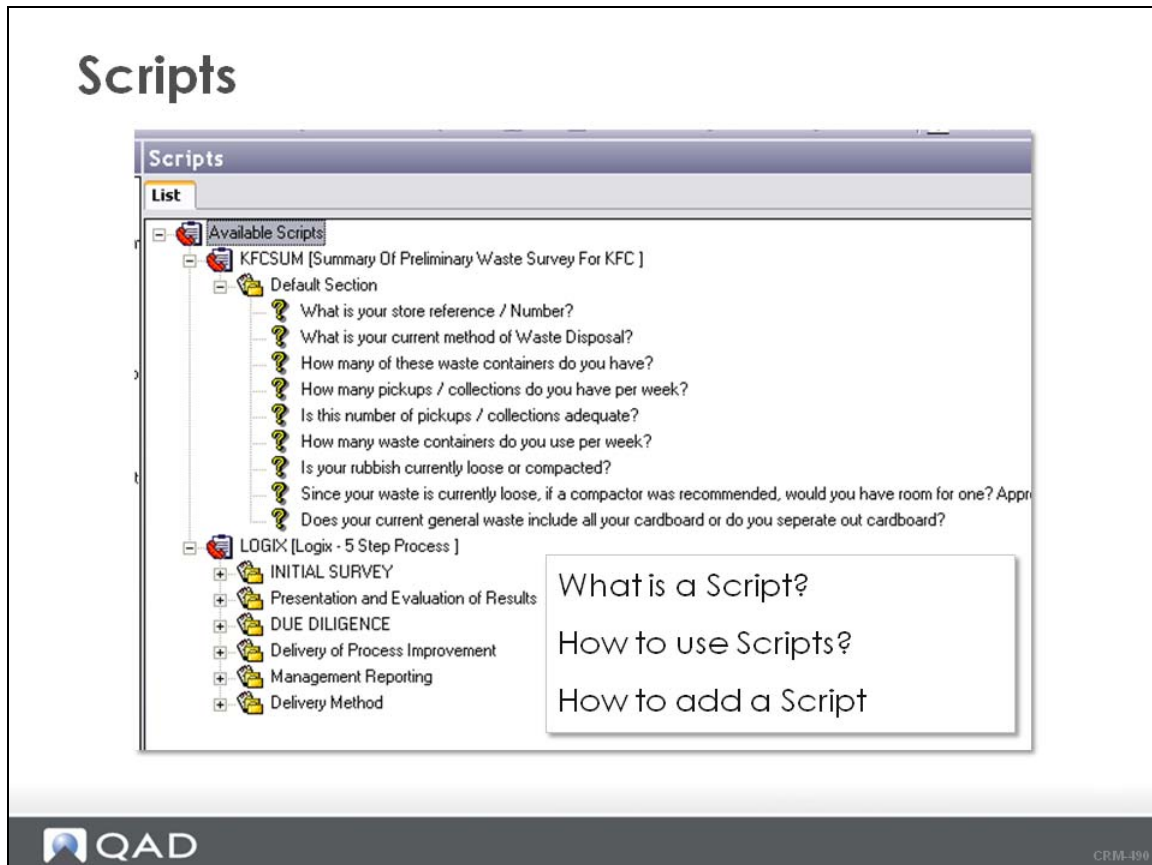 Scripts
Scripts
List
Available Scripts
KFCSUM [Summary Of Preliminary Waste Survey For KFC ]
Default Section
What is your store reference / Number?
What is your current method of Waste Disposal?
How many of these waste containers do you have?
How many pickups / collections do you have per week?
Is this number of pickups / collections adequate?
How many waste containers do you use per week?
Is your rubbish currently loose or compacted?
Since your waste is currently loose, if a compactor was recommended, would you have room for one? Appr
Does your current general waste include all your cardboard or do you seperate out cardboard?
LOGIX [Logix - 5 Step Process ]
INITIAL SURVEY
Presentation and Evaluation of Results
DUE DILIGENCE
Delivery of Process Improvement
Management Reporting
Delivery Method
What is a Script?
How to use Scripts?
How to add a Script
QAD
CRM-490